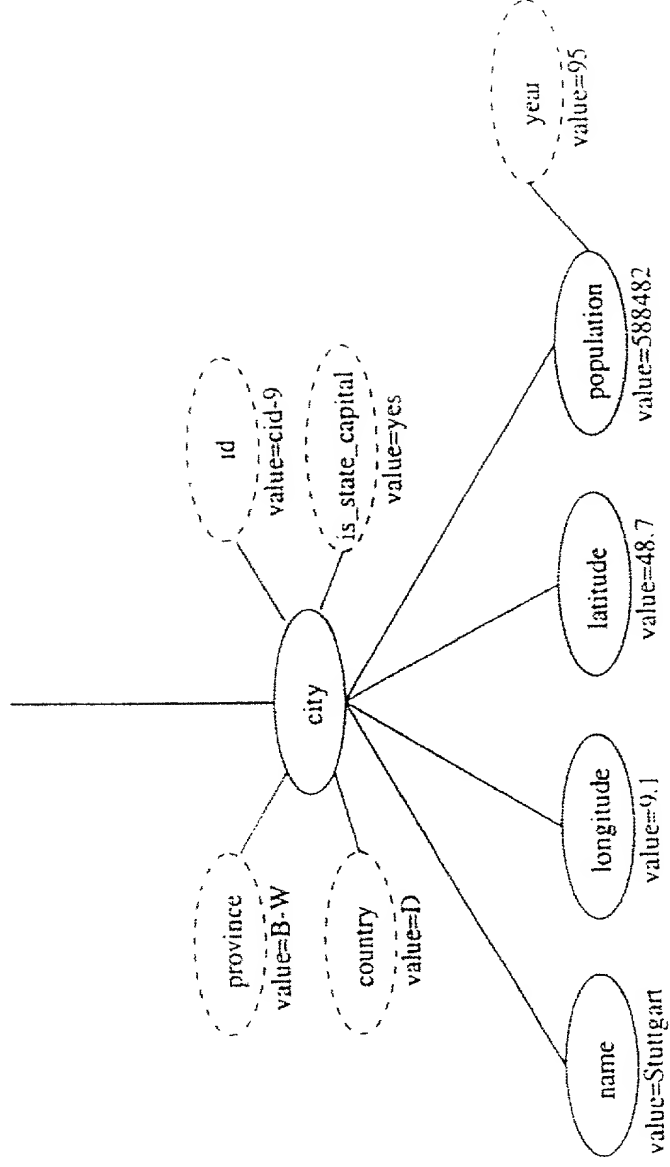 id
value=cid-9
is_state_capital
value=yes
province
value=B-W
country
value=D
city
name
value=Stuttgart
longitude
value=9.1
latitude
value=48.7
population
value=588482
year
value=95